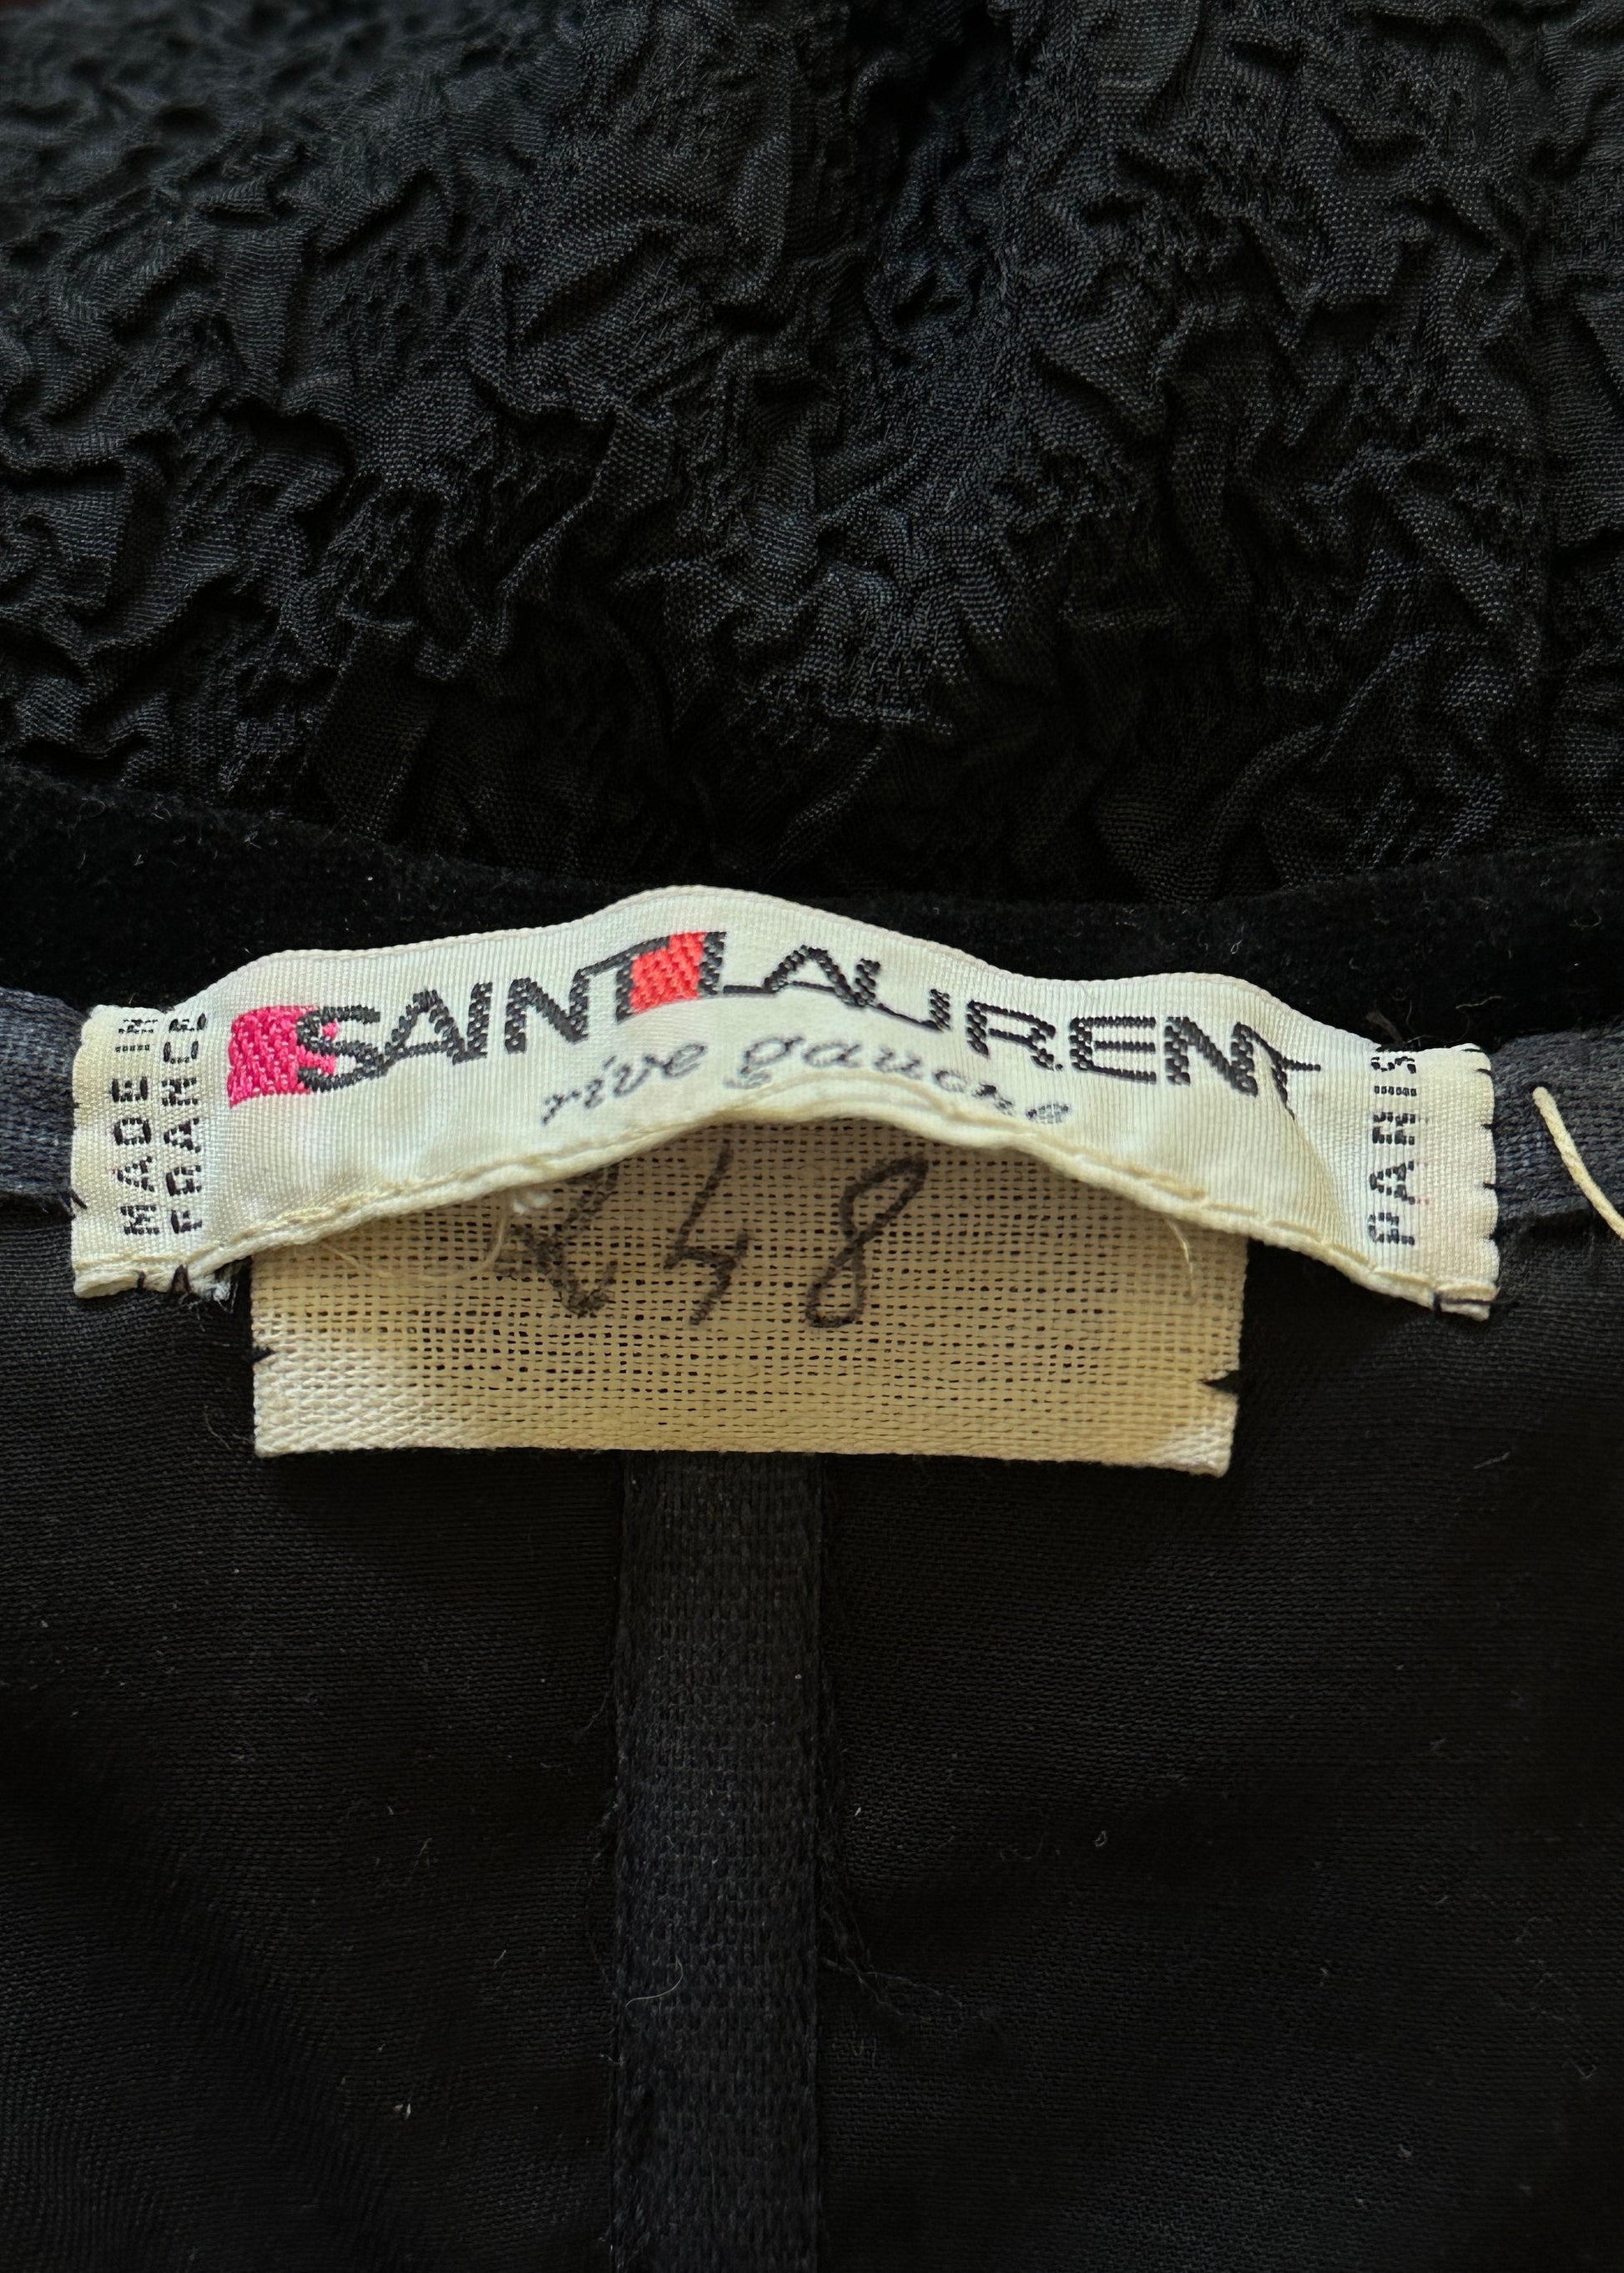 MADE IN
FRANCE
SAINT LAURENT
rive gauche
PARIS
48